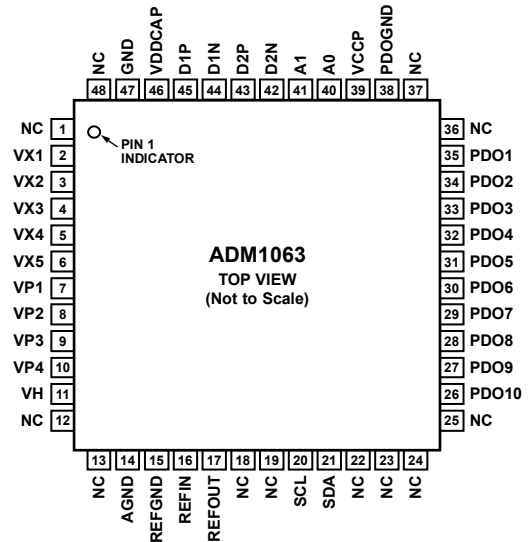 NC
GND
VDDCAP
D1P
D1N
D2P
D2N
A1
A0
VCCP
PDOGND
NC
48 47 46 45 44 43 42 41 40 39 38 37
NC 1
VX1 2
VX2 3
VX3 4
VX4 5
VX5 6
VP1 7
VP2 8
VP3 9
VP4 10
VH 11
NC 12
PIN 1
INDICATOR
ADM1063
TOP VIEW
(Not to Scale)
36 NC
35 PDO1
34 PDO2
33 PDO3
32 PDO4
31 PDO5
30 PDO6
29 PDO7
28 PDO8
27 PDO9
26 PDO10
25 NC
13 14 15 16 17 18 19 20 21 22 23 24
NC
AGND
REFGND
REFIN
REFOUT
NC
NC
SCL
SDA
NC
NC
NC